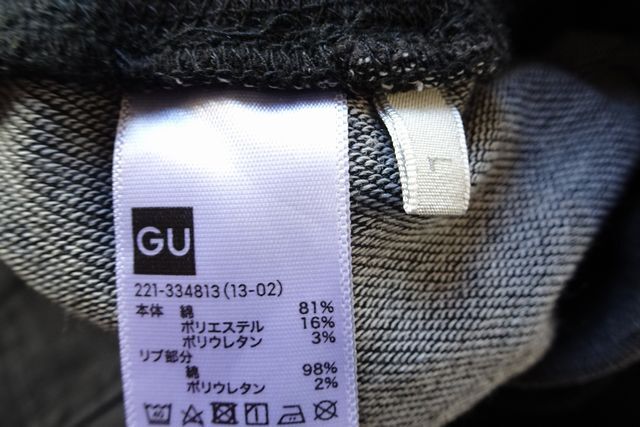 L
GU
221-334813(13-02)
本体 綿 81%
ポリエステル 16%
ポリウレタン 3%
リブ部分
綿 98%
ポリウレタン 2%